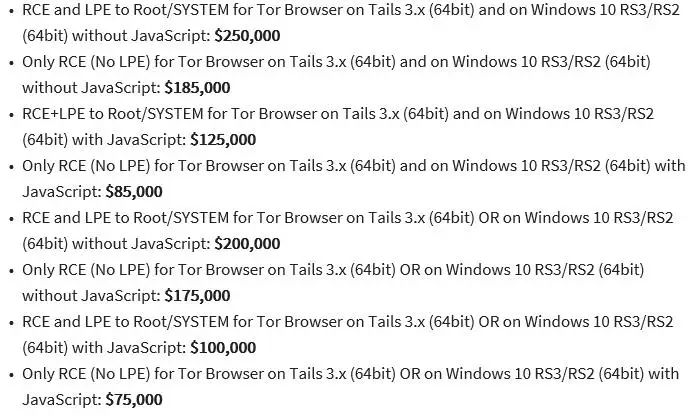 • RCE and LPE to Root/SYSTEM for Tor Browser on Tails 3.x (64bit) and on Windows 10 RS3/RS2
(64bit) without JavaScript: $250,000
• Only RCE (No LPE) for Tor Browser on Tails 3.x (64bit) and on Windows 10 RS3/RS2 (64bit)
without JavaScript: $185,000
• RCE+LPE to Root/SYSTEM for Tor Browser on Tails 3.x (64bit) and on Windows 10 RS3/RS2
(64bit) with JavaScript: $125,000
• Only RCE (No LPE) for Tor Browser on Tails 3.x (64bit) and on Windows 10 RS3/RS2 (64bit) with
JavaScript: $85,000
• RCE and LPE to Root/SYSTEM for Tor Browser on Tails 3.x (64bit) OR on Windows 10 RS3/RS2
(64bit) without JavaScript: $200,000
• Only RCE (No LPE) for Tor Browser on Tails 3.x (64bit) OR on Windows 10 RS3/RS2 (64bit)
without JavaScript: $175,000
• RCE and LPE to Root/SYSTEM for Tor Browser on Tails 3.x (64bit) OR on Windows 10 RS3/RS2
(64bit) with JavaScript: $100,000
• Only RCE (No LPE) for Tor Browser on Tails 3.x (64bit) OR on Windows 10 RS3/RS2 (64bit) with
JavaScript: $75,000